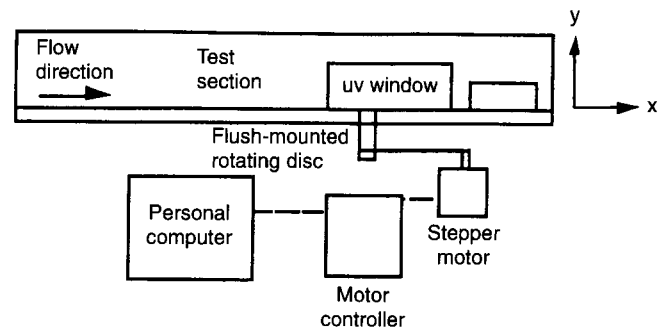 y
Flow
direction
Test
section
uv window
x
Flush-mounted
rotating disc
Personal
computer
Stepper
motor
Motor
controller